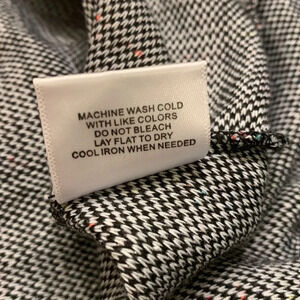 MACHINE WASH COLD
WITH LIKE COLORS
DO NOT BLEACH
LAY FLAT TO DRY
COOL IRON WHEN NEEDED